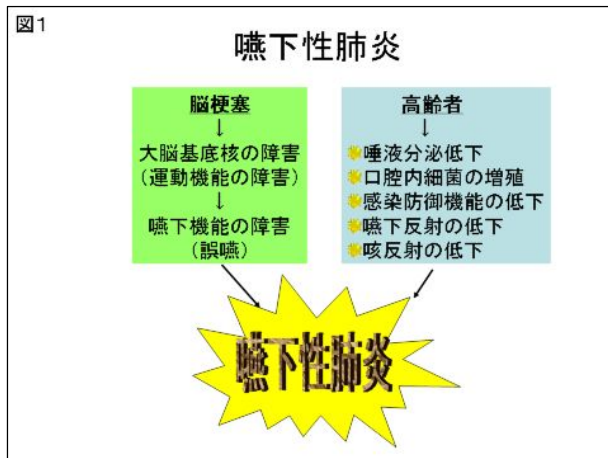 図1
嚥下性肺炎
脳梗塞
↓
大脳基底核の障害
(運動機能の障害)
↓
嚥下機能の障害
(誤嚥)
高齢者
↓
唾液分泌低下
口腔内細菌の増殖
感染防御機能の低下
嚥下反射の低下
咳反射の低下
嚥下性肺炎